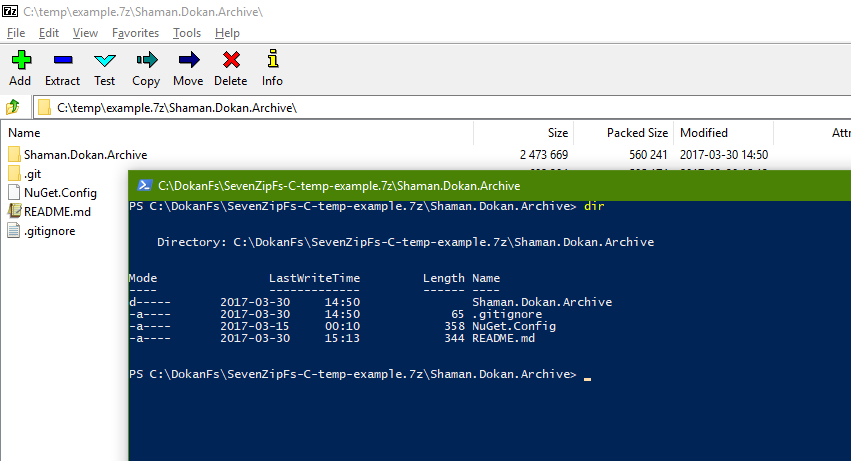 7z C:\temp\example.7z\Shaman.Dokan.Archive\
File Edit View Favorites Tools Help
Add Extract Test Copy Move Delete Info
C:\temp\example.7z\Shaman.Dokan.Archive\
Name Size Packed Size Modified Attr
Shaman.Dokan.Archive 2 473 669 560 241 2017-03-30 14:50
.git
NuGet.Config
README.md
.gitignore
C:\DokanFs\SevenZipFs-C-temp-example.7z\Shaman.Dokan.Archive
PS C:\DokanFs\SevenZipFs-C-temp-example.7z\Shaman.Dokan.Archive> dir
Directory: C:\DokanFs\SevenZipFs-C-temp-example.7z\Shaman.Dokan.Archive
Mode LastWriteTime Length Name
---- ------------- ------ ----
d----- 2017-03-30 14:50 Shaman.Dokan.Archive
-a---- 2017-03-30 14:50 65 .gitignore
-a---- 2017-03-15 00:10 358 NuGet.Config
-a---- 2017-03-30 15:13 344 README.md
PS C:\DokanFs\SevenZipFs-C-temp-example.7z\Shaman.Dokan.Archive>